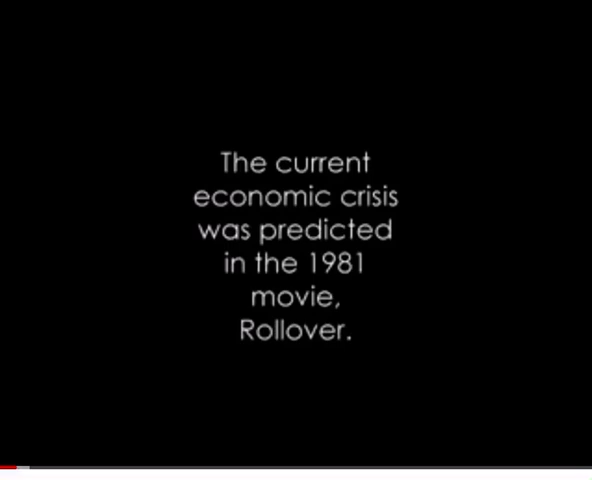 The current
economic crisis
was predicted
in the 1981
movie,
Rollover.